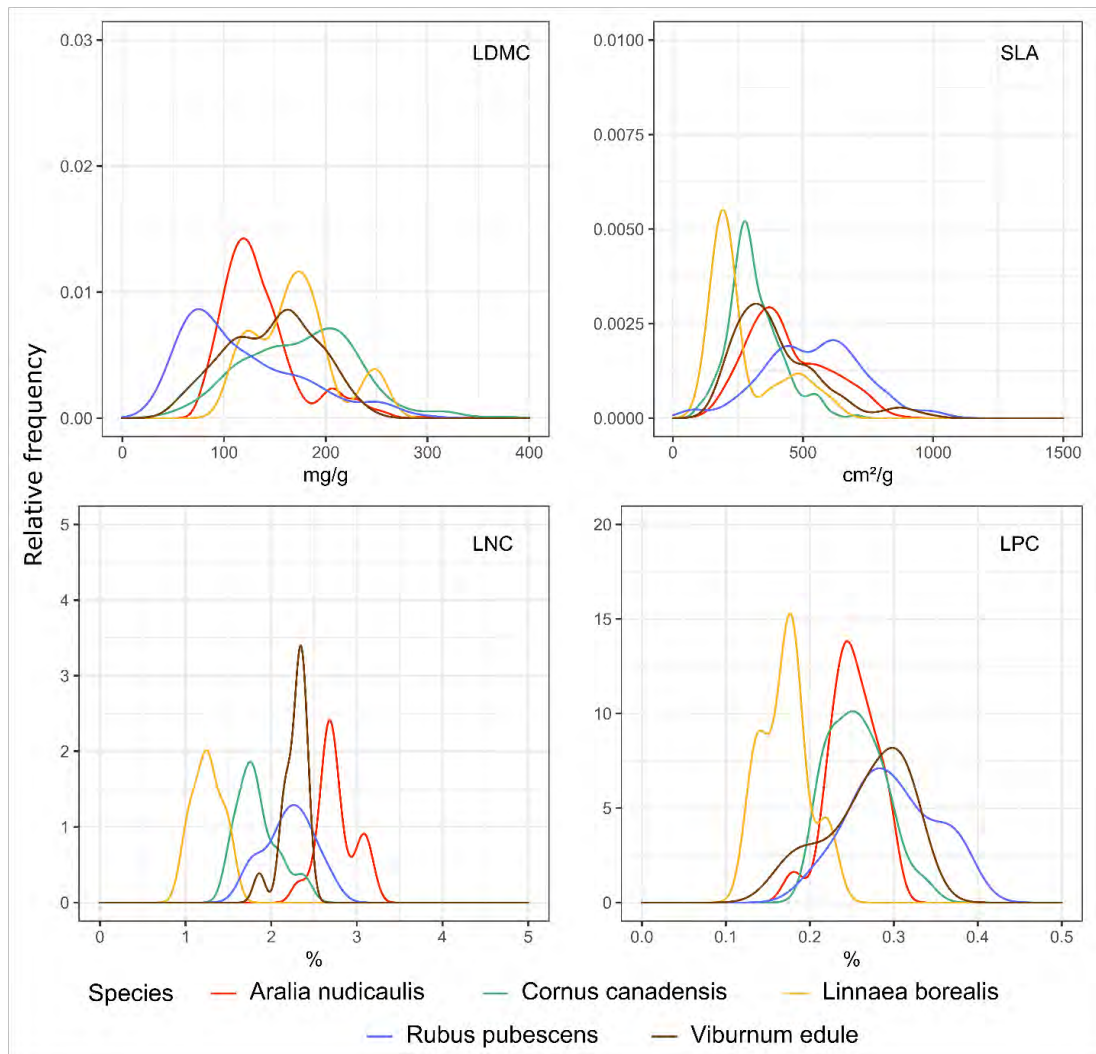 0.03
0.02
0.01
0.00
LDMC
0 100 200 300 400
mg/g
0.0100
0.0075
0.0050
0.0025
0.0000
SLA
0 500 1000 1500
cm²/g
Relative frequency
5
4
3
2
1
0
LNC
0 1 2 3 4 5
%
20
15
10
5
0
LPC
0.0 0.1 0.2 0.3 0.4 0.5
%
Species Aralia nudicaulis Cornus canadensis Linnaea borealis
Rubus pubescens Viburnum edule